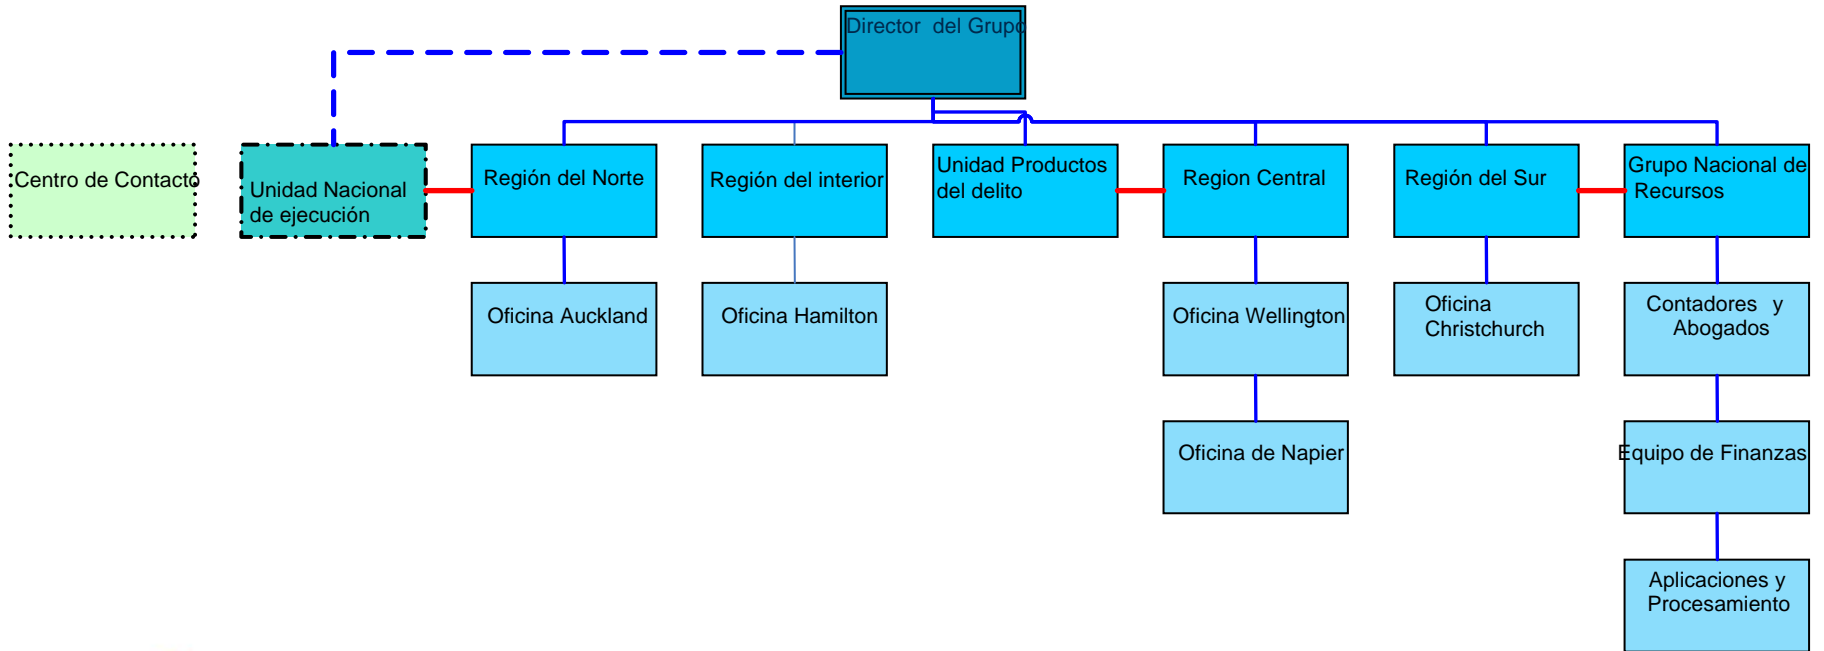 Director del Grupo
Centro de Contacto
Unidad Nacional
de ejecución
Región del Norte
Región del interior
Unidad Productos
del delito
Region Central
Región del Sur
Grupo Nacional de
Recursos
Oficina Auckland
Oficina Hamilton
Oficina Wellington
Oficina
Christchurch
Contadores y
Abogados
Oficina de Napier
Equipo de Finanzas
Aplicaciones y
Procesamiento